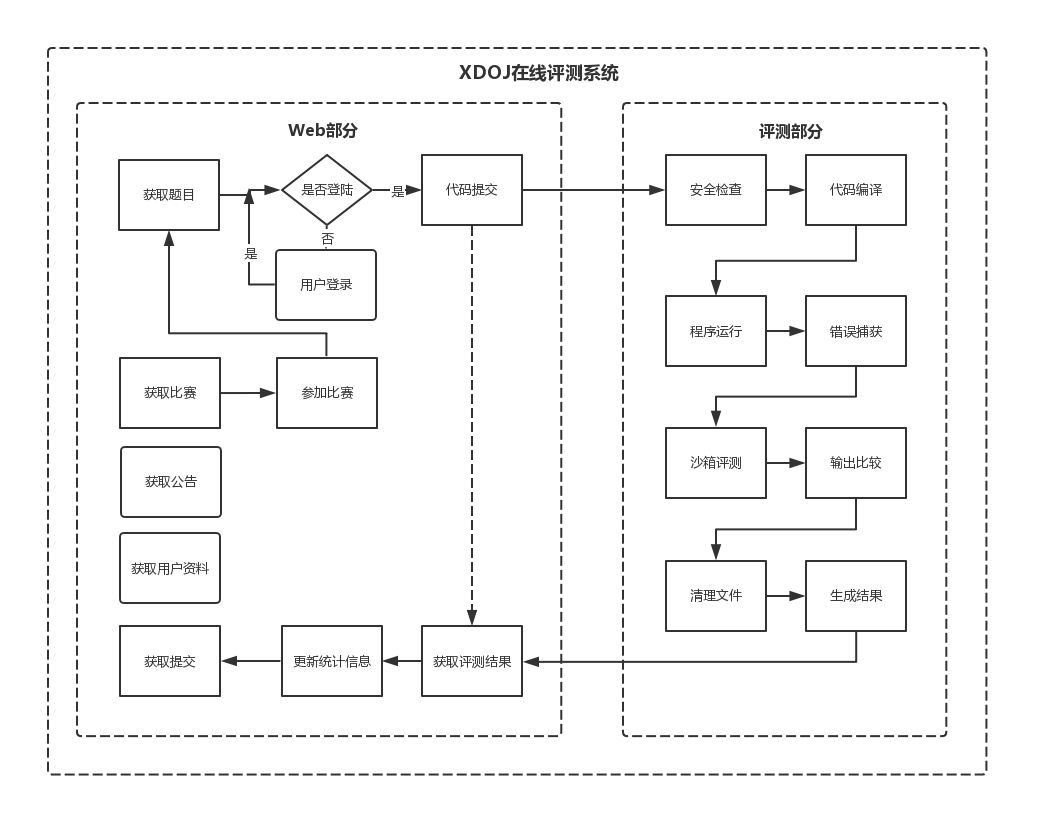 XDOJ在线评测系统
Web部分
获取题目
是否登陆
是
代码提交
否
是
用户登录
获取比赛
参加比赛
获取公告
获取用户资料
获取提交
更新统计信息
获取评测结果
评测部分
安全检查
代码编译
程序运行
错误捕获
沙箱评测
输出比较
清理文件
生成结果